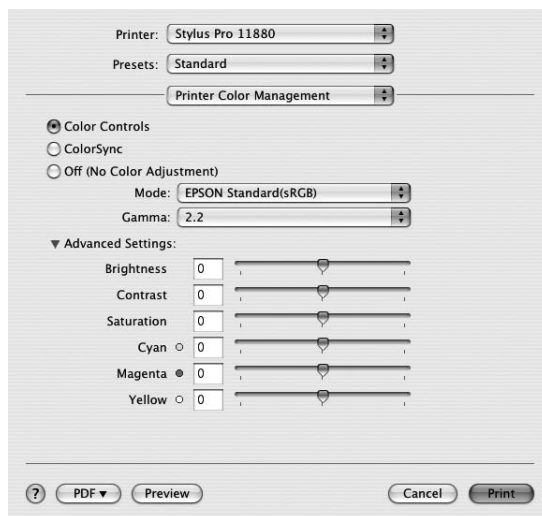 Printer: Stylus Pro 11880
Presets: Standard
Printer Color Management
Color Controls
ColorSync
Off (No Color Adjustment)
Mode: EPSON Standard(sRGB)
Gamma: 2.2
Advanced Settings:
Brightness 0
Contrast 0
Saturation 0
Cyan 0
Magenta 0
Yellow 0
? PDF Preview Cancel Print